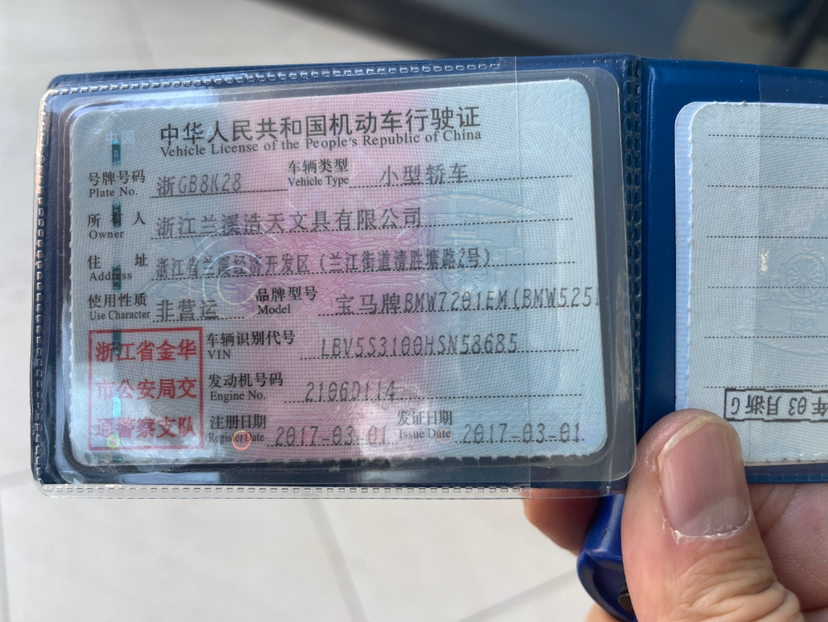 中华人民共和国机动车行驶证
Vehicle License of the People's Republic of China
号牌号码 浙GB8K28 车辆类型 小型轿车
Plate No. Vehicle Type
所有人 浙江兰溪浩天文具有限公司
Owner
住址 浙江省兰溪经济开发区（兰江街道清胜塘路2号）
Address
使用性质 非营运 品牌型号 宝马牌BMW7201EM(BMW525
Use Character Model
浙江省金华
市公安局交
通警察支队
车辆识别代号 LBV5S3100HSN58685
VIN
发动机号码 2106D114
Engine No.
注册日期 2017-03-01 发证日期 2017-03-01
Register Date Issue Date
年03月浙G